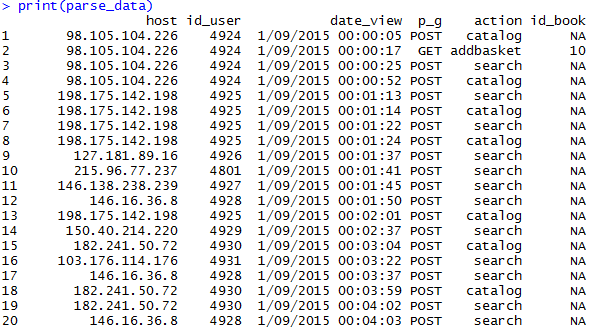 > print(parse_data)
host id_user date_view p_g action id_book
1 98.105.104.226 4924 1/09/2015 00:00:05 POST catalog NA
2 98.105.104.226 4924 1/09/2015 00:00:17 GET addbasket 10
3 98.105.104.226 4924 1/09/2015 00:00:25 POST search NA
4 98.105.104.226 4924 1/09/2015 00:00:52 POST catalog NA
5 198.175.142.198 4925 1/09/2015 00:01:13 POST search NA
6 198.175.142.198 4925 1/09/2015 00:01:14 POST catalog NA
7 198.175.142.198 4925 1/09/2015 00:01:22 POST search NA
8 198.175.142.198 4925 1/09/2015 00:01:24 POST catalog NA
9 127.181.89.16 4926 1/09/2015 00:01:37 POST search NA
10 215.96.77.237 4801 1/09/2015 00:01:41 POST search NA
11 146.138.238.239 4927 1/09/2015 00:01:45 POST search NA
12 146.16.36.8 4928 1/09/2015 00:01:50 POST search NA
13 198.175.142.198 4925 1/09/2015 00:02:01 POST catalog NA
14 150.40.214.220 4929 1/09/2015 00:02:37 POST search NA
15 182.241.50.72 4930 1/09/2015 00:03:04 POST catalog NA
16 103.176.114.176 4931 1/09/2015 00:03:22 POST search NA
17 146.16.36.8 4928 1/09/2015 00:03:37 POST search NA
18 182.241.50.72 4930 1/09/2015 00:03:59 POST catalog NA
19 182.241.50.72 4930 1/09/2015 00:04:02 POST search NA
20 146.16.36.8 4928 1/09/2015 00:04:03 POST search NA